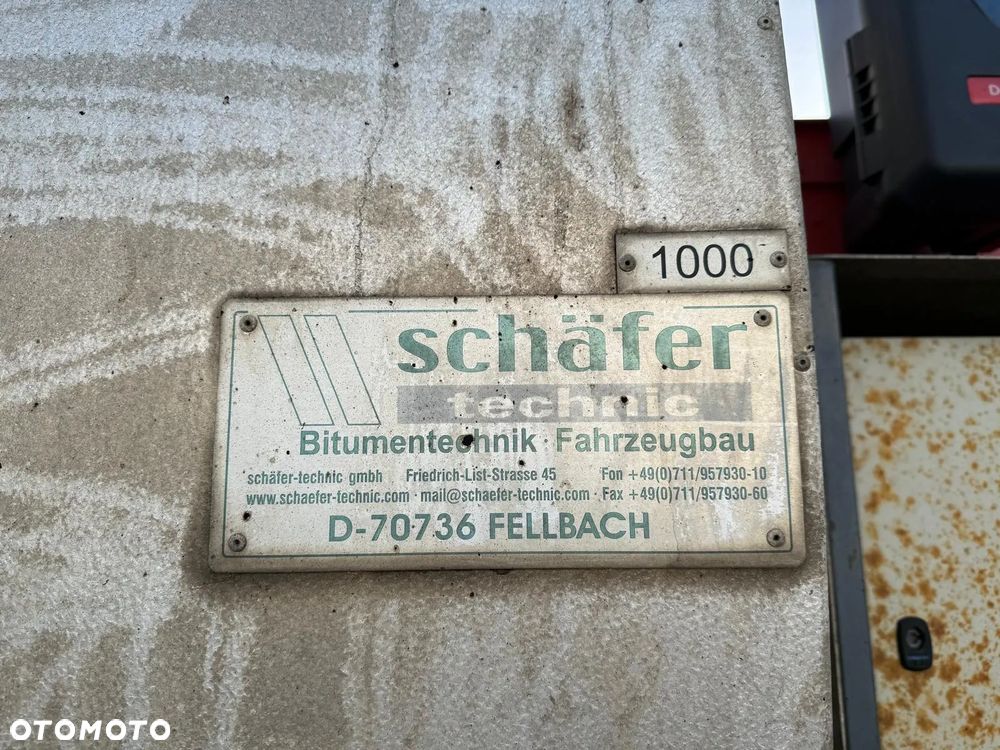 1000
schäfer
technic
Bitumentechnik · Fahrzeugbau
schäfer-technic gmbh Friedrich-List-Strasse 45 Fon +49(0)711/957930-10
www.schaefer-technic.com · mail@schaefer-technic.com · Fax +49(0)711/957930-60
D-70736 FELLBACH
OTOMOTO